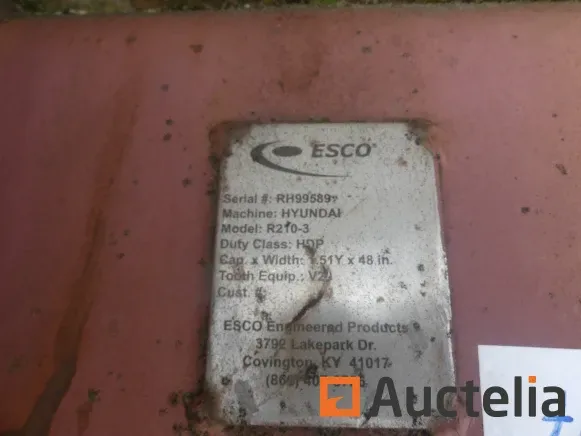 ESCO
Serial #: RH99589
Machine: HYUNDAI
Model: R210-3
Duty Class: HDP
Cap. x Width: 1.51Y x 48 in.
Tooth Equip.:
Cust. #:
ESCO Engineered Products
3792 Lakepark Dr.
Covington, KY 41017
Auctelia